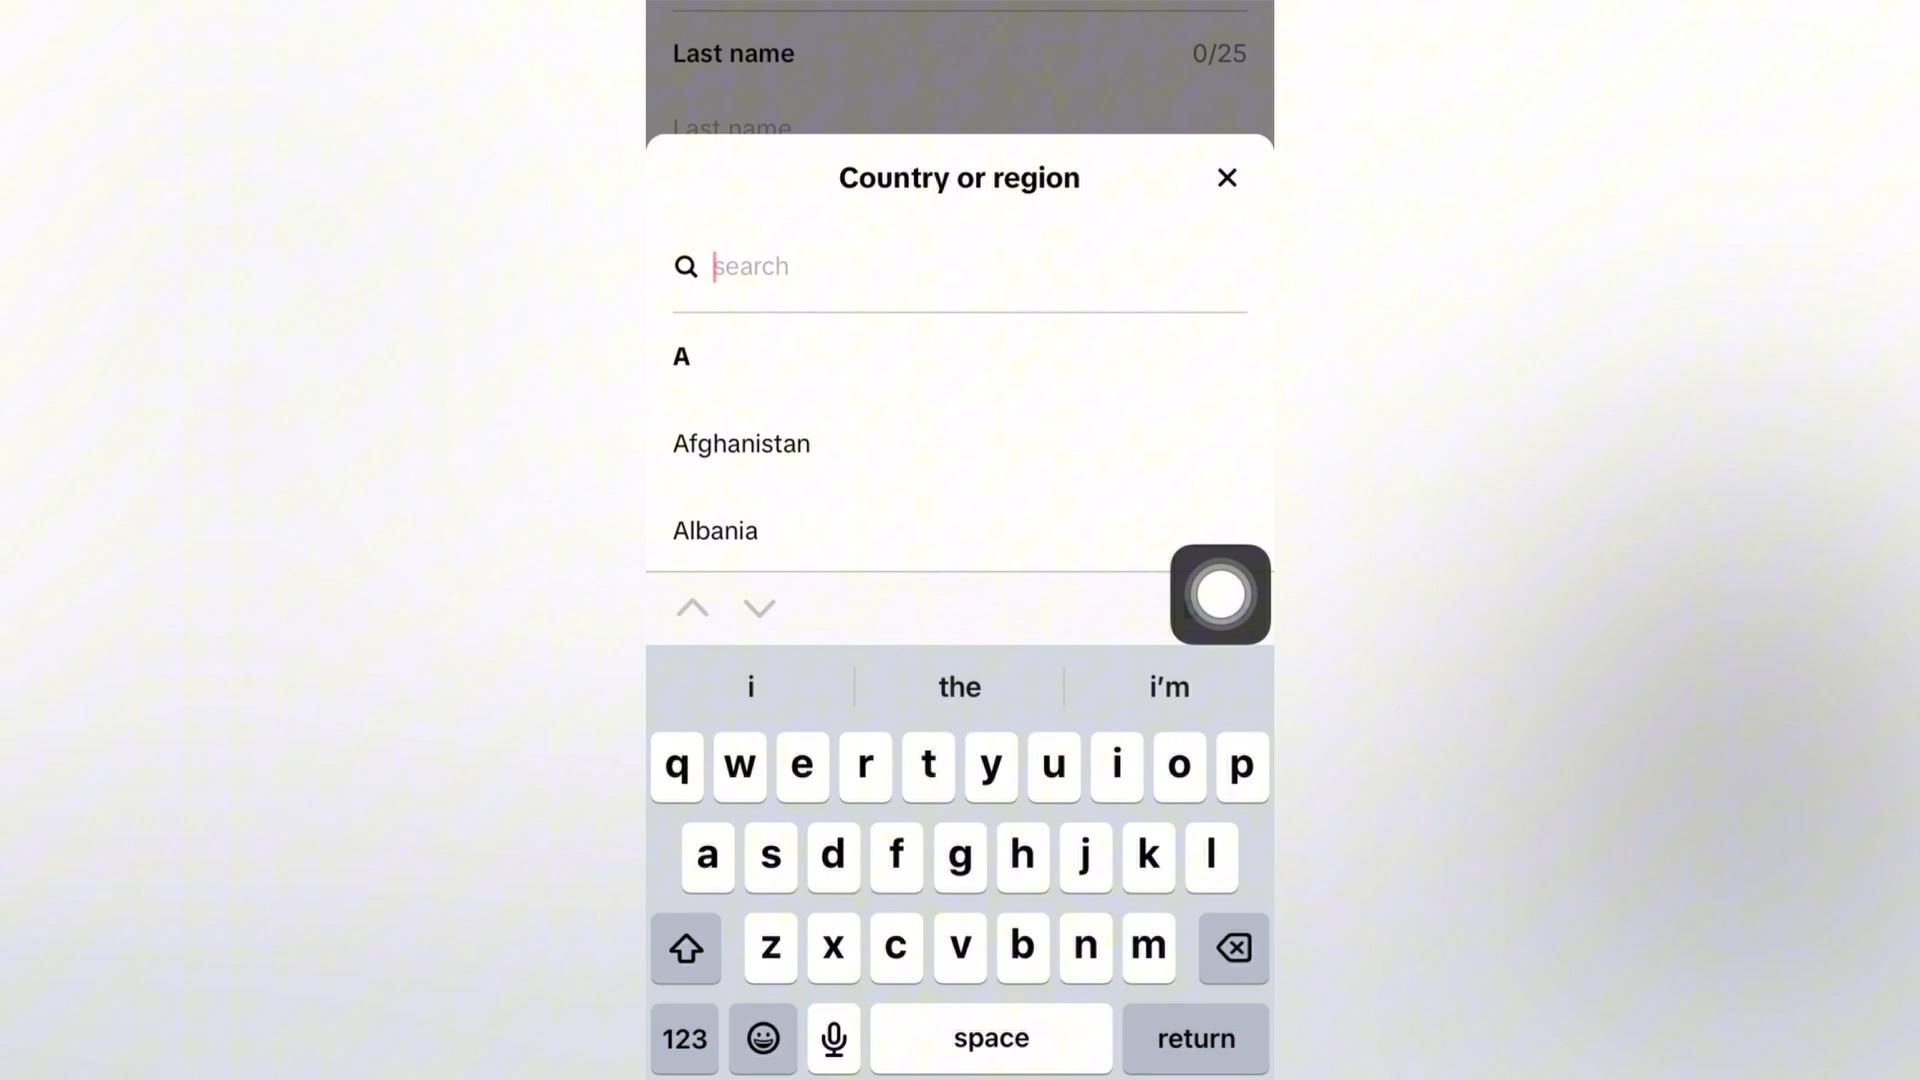 Last name 0/25
Last name
Country or region
search
A
Afghanistan
Albania
i the i'm
q w e r t y u i o p
a s d f g h j k l
z x c v b n m
123 space return